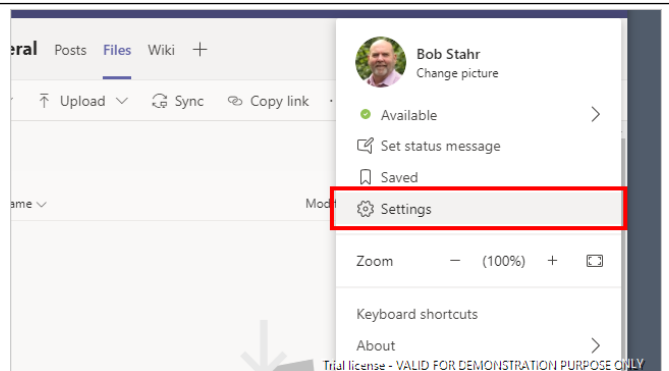 eral Posts Files Wiki +
Bob Stahr
Change picture
Upload Sync Copy link
Available
Set status message
Saved
ame
Modi
Settings
Zoom — (100%) +
Keyboard shortcuts
About
Trial license - VALID FOR DEMONSTRATION PURPOSE ONLY